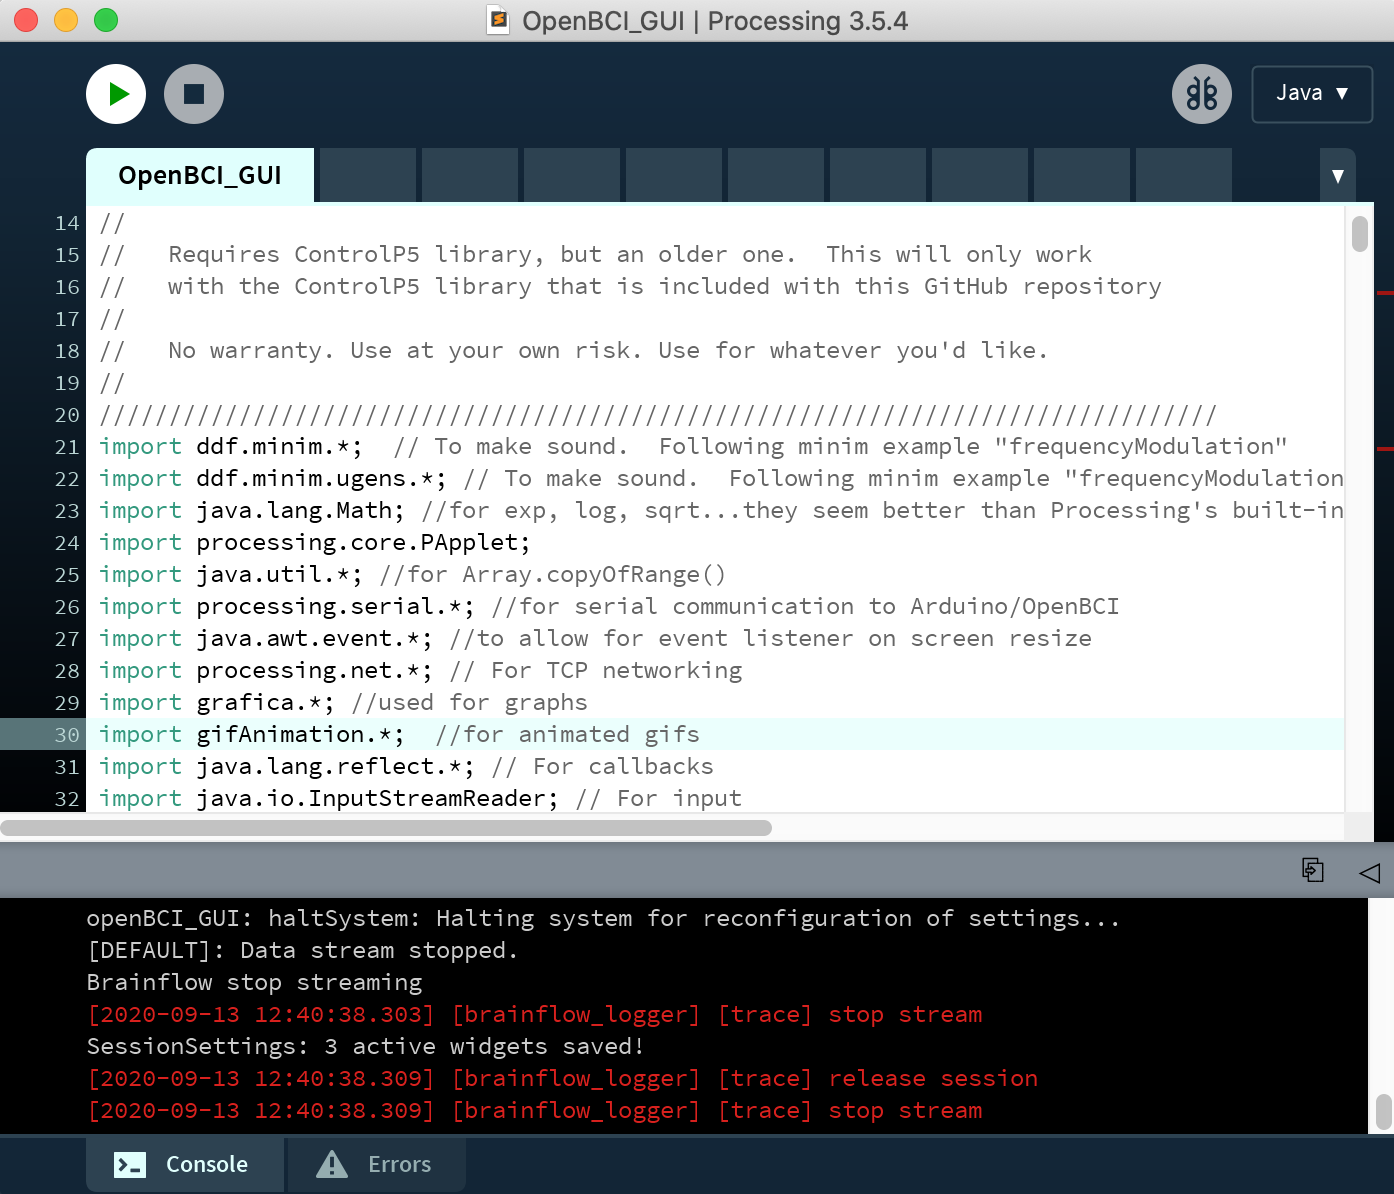 OpenBCI_GUI | Processing 3.5.4
Java ▼
OpenBCI_GUI
▼
14 //
15 //   Requires ControlP5 library, but an older one.  This will only work
16 //   with the ControlP5 library that is included with this GitHub repository
17 //
18 //   No warranty. Use at your own risk. Use for whatever you'd like.
19 //
20 ////////////////////////////////////////////////////////////////////////////////
21 import ddf.minim.*;  // To make sound.  Following minim example "frequencyModulation"
22 import ddf.minim.ugens.*; // To make sound.  Following minim example "frequencyModulation
23 import java.lang.Math; //for exp, log, sqrt...they seem better than Processing's built-in
24 import processing.core.PApplet;
25 import java.util.*; //for Array.copyOfRange()
26 import processing.serial.*; //for serial communication to Arduino/OpenBCI
27 import java.awt.event.*; //to allow for event listener on screen resize
28 import processing.net.*; // For TCP networking
29 import grafica.*; //used for graphs
30 import gifAnimation.*;  //for animated gifs
31 import java.lang.reflect.*; // For callbacks
32 import java.io.InputStreamReader; // For input
openBCI_GUI: haltSystem: Halting system for reconfiguration of settings...
[DEFAULT]: Data stream stopped.
Brainflow stop streaming
[2020-09-13 12:40:38.303] [brainflow_logger] [trace] stop stream
SessionSettings: 3 active widgets saved!
[2020-09-13 12:40:38.309] [brainflow_logger] [trace] release session
[2020-09-13 12:40:38.309] [brainflow_logger] [trace] stop stream
Console
Errors